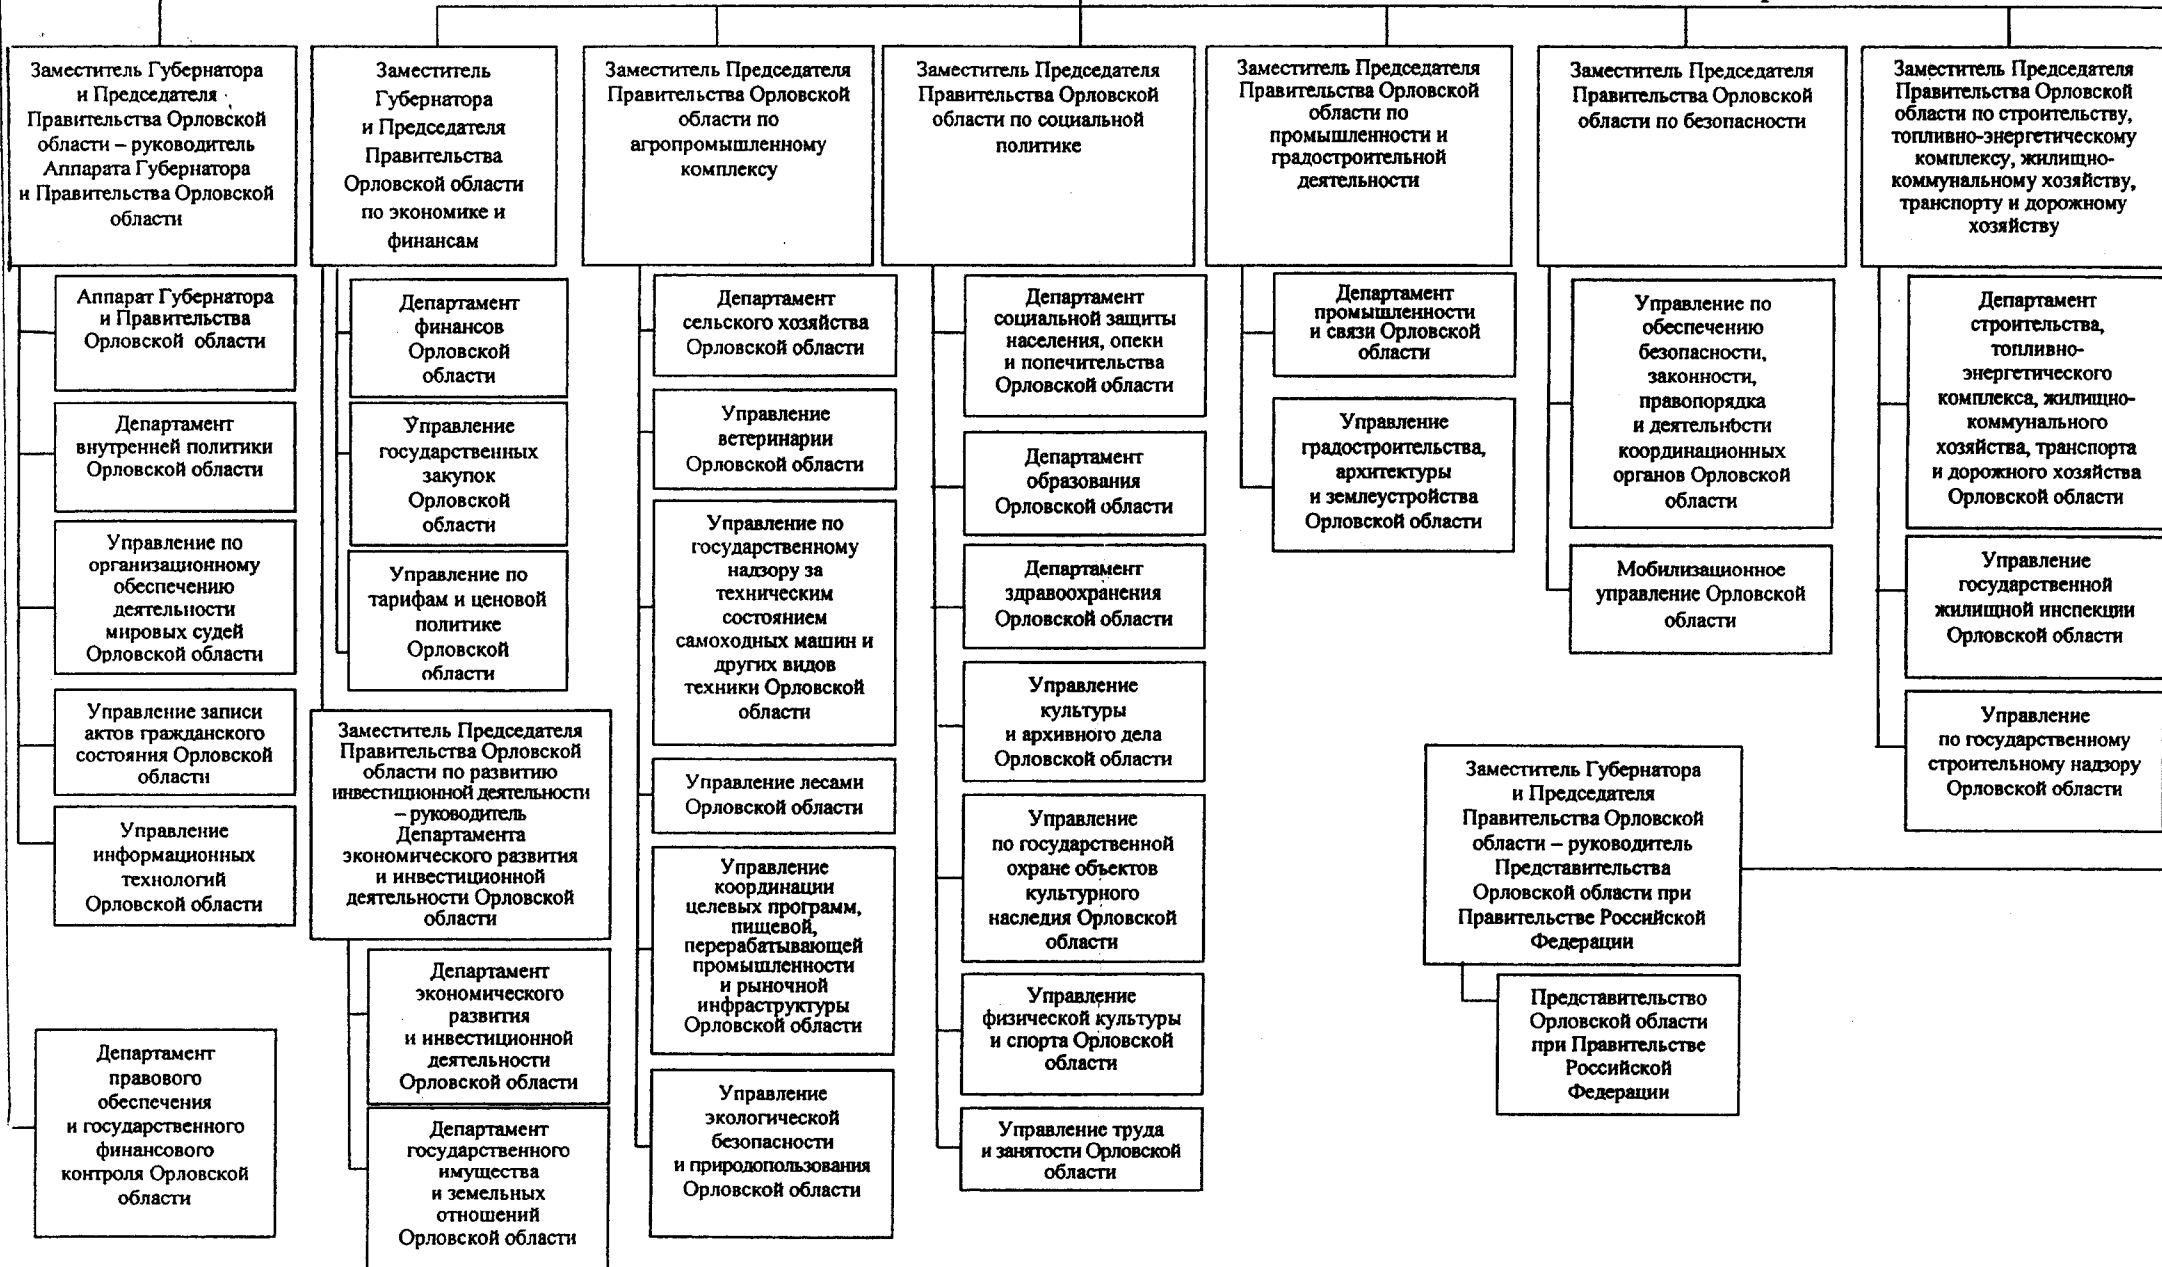 Заместитель Губернатора
и Председателя
Правительства Орловской
области – руководитель
Аппарата Губернатора
и Правительства Орловской
области
Аппарат Губернатора
и Правительства
Орловской области
Департамент
внутренней политики
Орловской области
Управление по
организационному
обеспечению
деятельности
мировых судей
Орловской области
Управление записи
актов гражданского
состояния Орловской
области
Управление
информационных
технологий
Орловской области
Департамент
правового
обеспечения
и государственного
финансового
контроля Орловской
области
Заместитель
Губернатора
и Председателя
Правительства
Орловской области
по экономике и
финансам
Департамент
финансов
Орловской
области
Управление
государственных
закупок
Орловской
области
Управление по
тарифам и ценовой
политике
Орловской
области
Заместитель Председателя
Правительства Орловской
области по развитию
инвестиционной деятельности
– руководитель
Департамента
экономического развития
и инвестиционной
деятельности Орловской
области
Департамент
экономического
развития
и инвестиционной
деятельности
Орловской области
Департамент
государственного
имущества
и земельных
отношений
Орловской области
Заместитель Председателя
Правительства Орловской
области по
агропромышленному
комплексу
Департамент
сельского хозяйства
Орловской области
Управление
ветеринарии
Орловской области
Управление по
государственному
надзору за
техническим
состоянием
самоходных машин и
других видов
техники Орловской
области
Управление лесами
Орловской области
Управление
координации
целевых программ,
пищевой,
перерабатывающей
промышленности
и рыночной
инфраструктуры
Орловской области
Управление
экологической
безопасности
и природопользования
Орловской области
Заместитель Председателя
Правительства Орловской
области по социальной
политике
Департамент
социальной защиты
населения, опеки
и попечительства
Орловской области
Департамент
образования
Орловской области
Департамент
здравоохранения
Орловской области
Управление
культуры
и архивного дела
Орловской области
Управление
по государственной
охране объектов
культурного
наследия Орловской
области
Управление
физической культуры
и спорта Орловской
области
Управление труда
и занятости Орловской
области
Заместитель Председателя
Правительства Орловской
области по
промышленности и
градостроительной
деятельности
Департамент
промышленности
и связи Орловской
области
Управление
градостроительства,
архитектуры
и землеустройства
Орловской области
Заместитель Председателя
Правительства Орловской
области по безопасности
Управление по
обеспечению
безопасности,
законности,
правопорядка
и деятельности
координационных
органов Орловской
области
Мобилизационное
управление Орловской
области
Заместитель Губернатора
и Председателя
Правительства Орловской
области – руководитель
Представительства
Орловской области при
Правительстве Российской
Федерации
Представительство
Орловской области
при Правительстве
Российской
Федерации
Заместитель Председателя
Правительства Орловской
области по строительству,
топливно-энергетическому
комплексу, жилищно-
коммунальному хозяйству,
транспорту и дорожному
хозяйству
Департамент
строительства,
топливно-
энергетического
комплекса, жилищно-
коммунального
хозяйства, транспорта
и дорожного хозяйства
Орловской области
Управление
государственной
жилищной инспекции
Орловской области
Управление
по государственному
строительному надзору
Орловской области